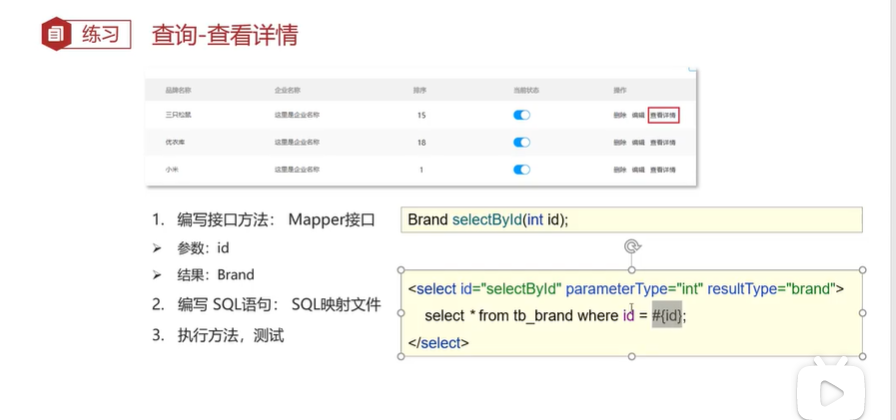 练习 查询-查看详情
品牌名称 企业名称 排序 当前状态 操作
三只松鼠 这里是企业名称 15 删除 编辑 查看详情
优衣库 这里是企业名称 18 删除 编辑 查看详情
小米 这里是企业名称 1 删除 编辑 查看详情
1. 编写接口方法： Mapper接口
➢ 参数：id
➢ 结果：Brand
2. 编写 SQL语句： SQL映射文件
3. 执行方法，测试
Brand selectById(int id);
<select id="selectById" parameterType="int" resultType="brand">
select * from tb_brand where id = #{id};
</select>